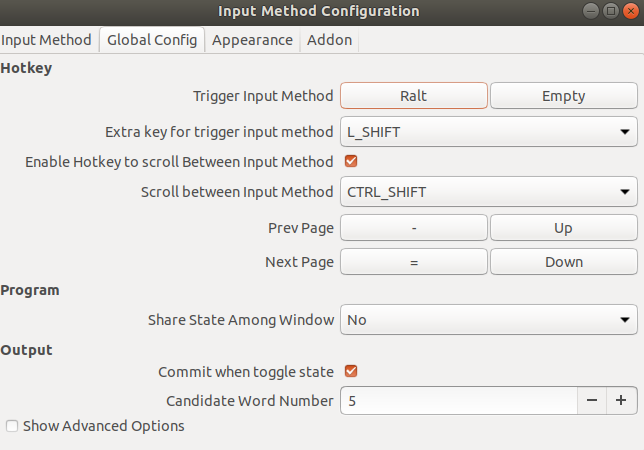 Input Method Configuration
Input Method Global Config Appearance Addon
Hotkey
Trigger Input Method Ralt Empty
Extra key for trigger input method L_SHIFT
Enable Hotkey to scroll Between Input Method
Scroll between Input Method CTRL_SHIFT
Prev Page - Up
Next Page = Down
Program
Share State Among Window No
Output
Commit when toggle state
Candidate Word Number 5 − +
Show Advanced Options